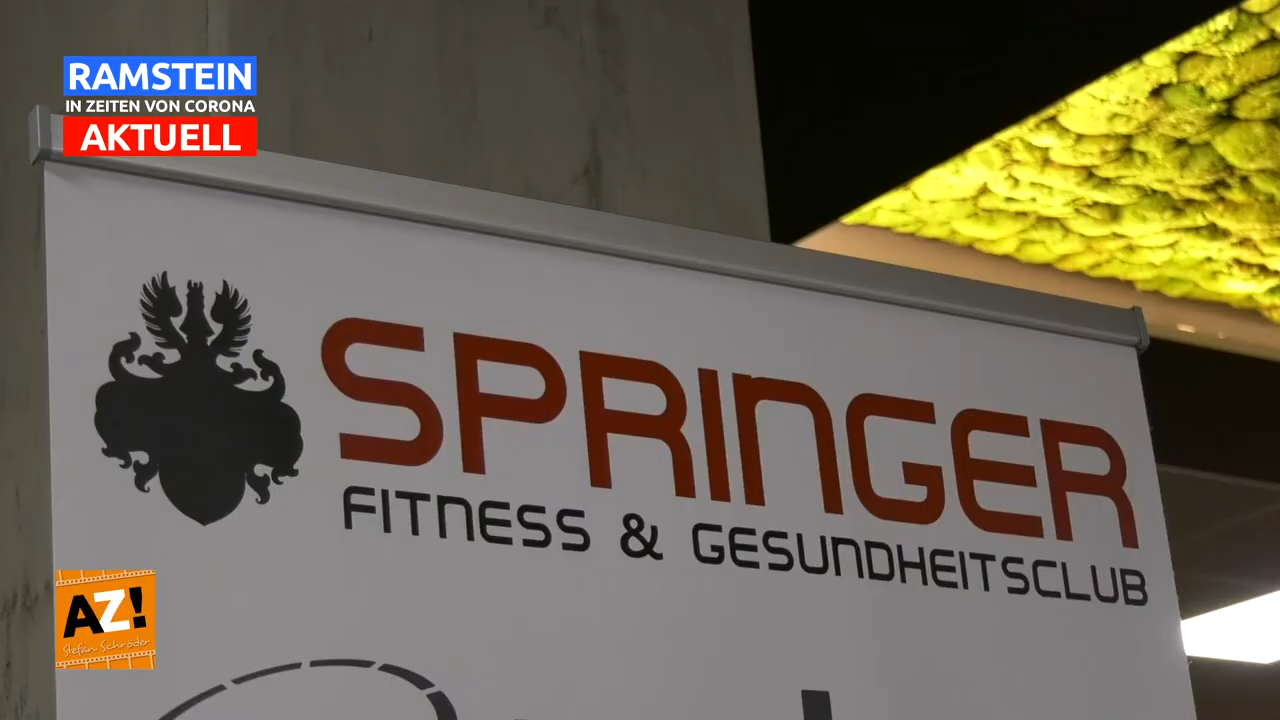 RAMSTEIN
IN ZEITEN VON CORONA
AKTUELL
SPRINGER
FITNESS & GESUNDHEITSCLUB
AZ!
Stefan Schröder